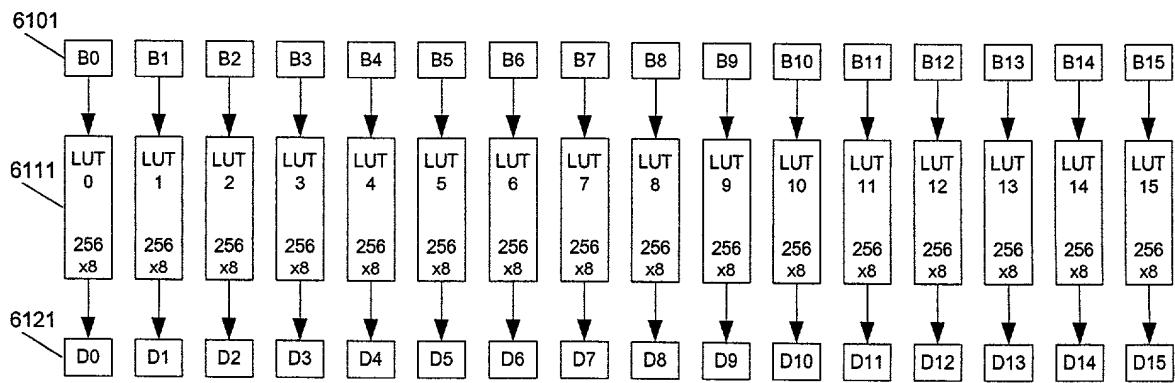 6101
B0 B1 B2 B3 B4 B5 B6 B7 B8 B9 B10 B11 B12 B13 B14 B15
6111
LUT LUT LUT LUT LUT LUT LUT LUT LUT LUT LUT LUT LUT LUT LUT LUT
0 1 2 3 4 5 6 7 8 9 10 11 12 13 14 15
256 256 256 256 256 256 256 256 256 256 256 256 256 256 256 256
x8 x8 x8 x8 x8 x8 x8 x8 x8 x8 x8 x8 x8 x8 x8 x8
6121
D0 D1 D2 D3 D4 D5 D6 D7 D8 D9 D10 D11 D12 D13 D14 D15